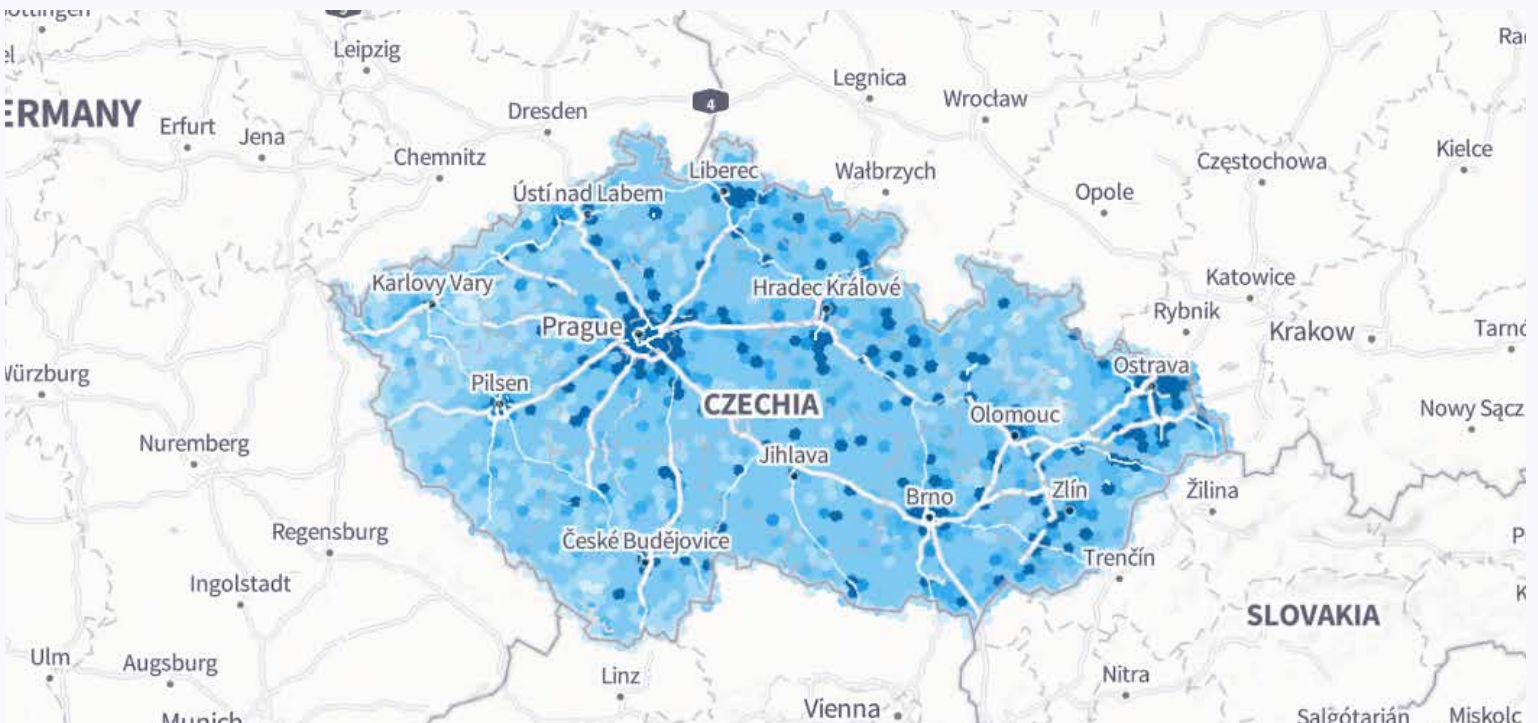 Leipzig
Legnica
Wrocław
4
Dresden
ERMANY
Erfurt
Jena
Chemnitz
Częstochowa
Kielce
Liberec
Wałbrzych
Ústí nad Labem
Opole
Karlovy Vary
Hradec Králové
Katowice
Rybnik
Prague
Krakow
Tarnó
Würzburg
Pilsen
Ostrava
CZECHIA
Olomouc
Nowy Sącz
Nuremberg
Jihlava
Brno
Zlín
Žilina
Regensburg
České Budějovice
Trenčín
Ingolstadt
SLOVAKIA
Ulm
Augsburg
Linz
Nitra
Vienna
Munich
Salgótarján
Miskolc